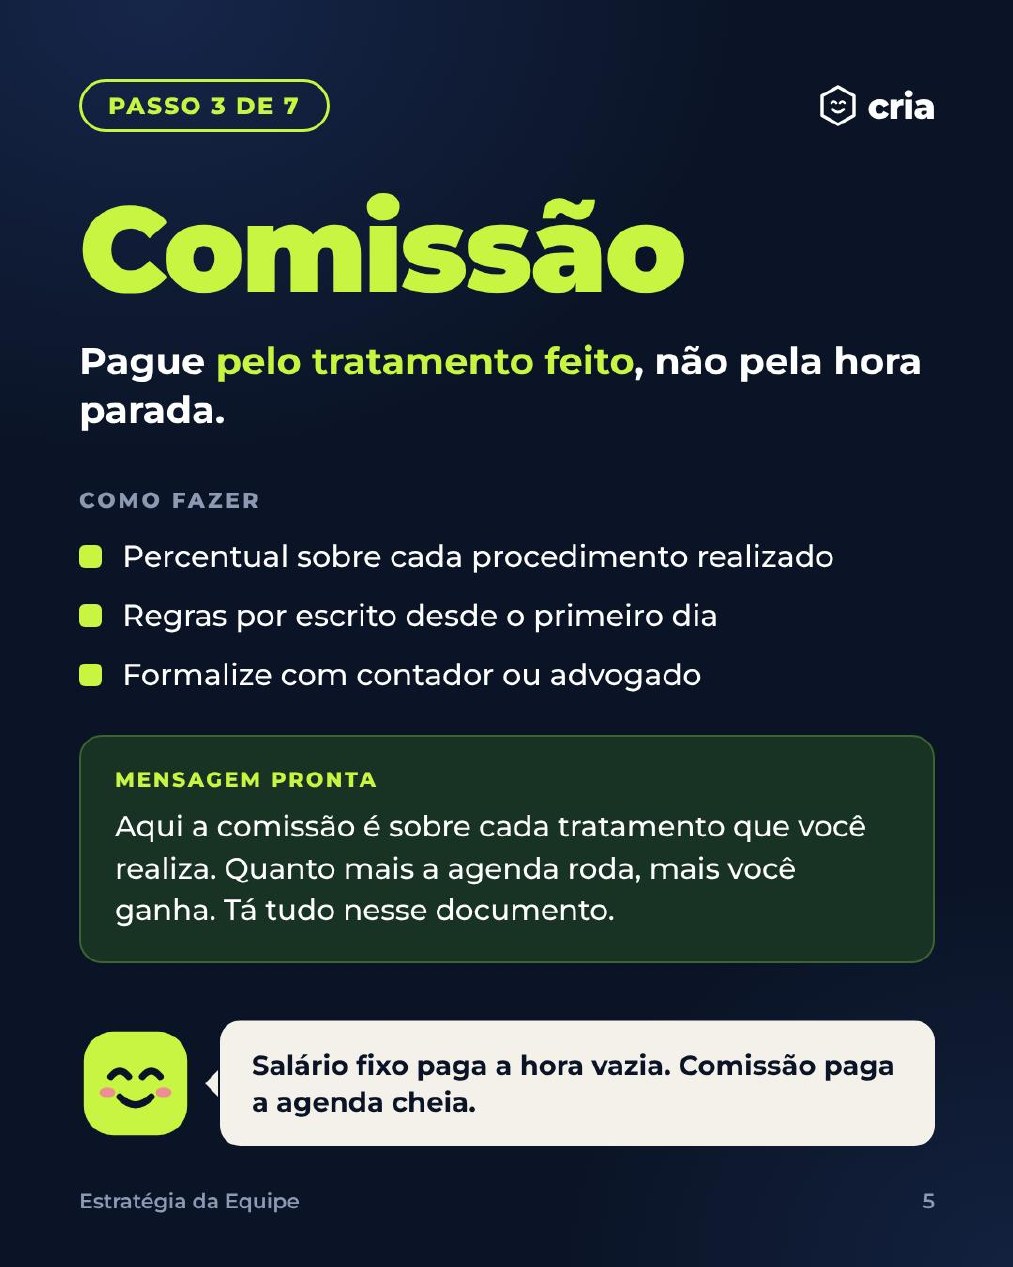 PASSO 3 DE 7
cria
Comissão
Pague pelo tratamento feito, não pela hora
parada.
COMO FAZER
Percentual sobre cada procedimento realizado
Regras por escrito desde o primeiro dia
Formalize com contador ou advogado
MENSAGEM PRONTA
Aqui a comissão é sobre cada tratamento que você
realiza. Quanto mais a agenda roda, mais você
ganha. Tá tudo nesse documento.
Salário fixo paga a hora vazia. Comissão paga
a agenda cheia.
Estratégia da Equipe
5